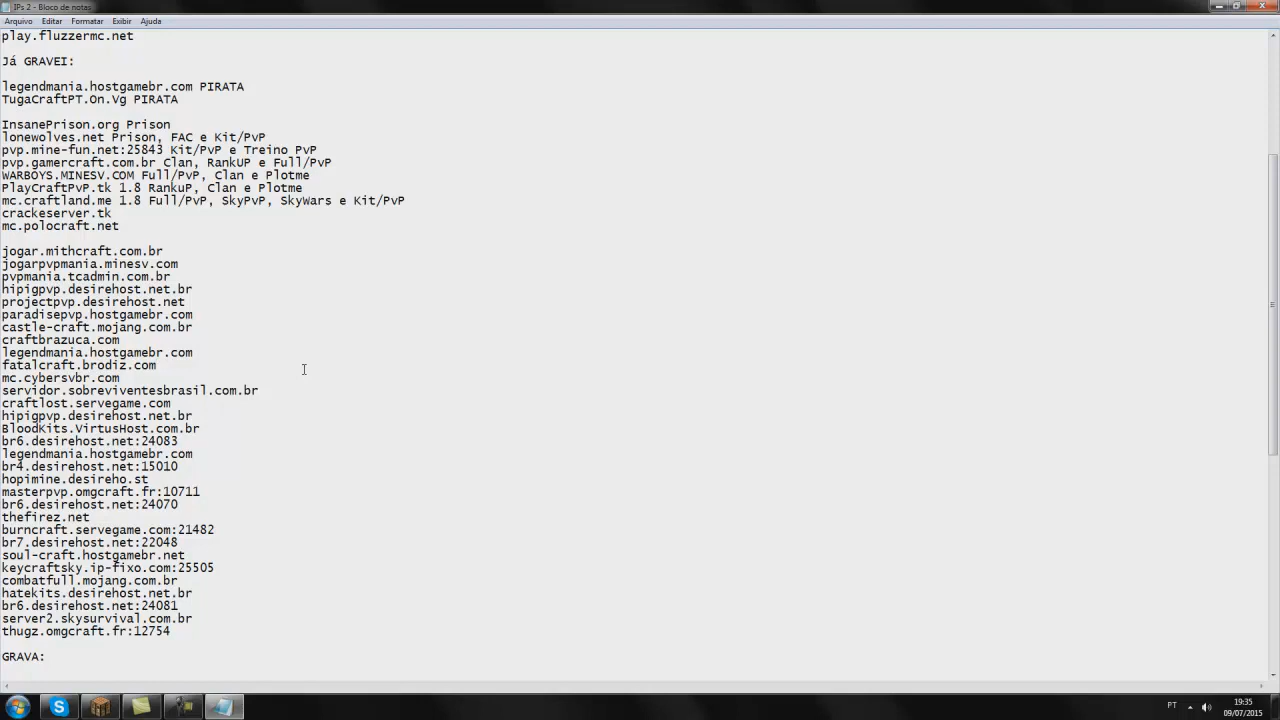 IPs 2 - Bloco de notas
Arquivo Editar Formatar Exibir Ajuda
play.fluzzermc.net
Já GRAVEI:
legendmania.hostgamebr.com PIRATA
TugaCraftPT.On.Vg PIRATA
InsanePrison.org Prison
lonewolves.net Prison, FAC e Kit/PvP
pvp.mine-fun.net:25843 Kit/PvP e Treino PVP
pvp.gamercraft.com.br Clan, RankUP e Full/PvP
WARBOYS.MINESV.COM Full/PvP, Clan e Plotme
PlayCraftPvP.tk 1.8 RankuP, Clan e Plotme
mc.craftland.me 1.8 Full/PvP, SkyPvP, SkyWars e Kit/PvP
crackeserver.tk
mc.polocraft.net
jogar.mithcraft.com.br
jogarpvpmania.minesv.com
pvpmania.tcadmin.com.br
hipigpvp.desirehost.net.br
projectpvp.desirehost.net
paradisepvp.hostgamebr.com
castle-craft.mojang.com.br
craftbrazuca.com
legendmania.hostgamebr.com
fatalcraft.brodiz.com
mc.cybersvbr.com
servidor.sobreviventesbrasil.com.br
craftlost.servegame.com
hipigpvp.desirehost.net.br
BloodKits.VirtusHost.com.br
br6.desirehost.net:24083
legendmania.hostgamebr.com
br4.desirehost.net:15010
hopimine.desireho.st
masterpvp.omgcraft.fr:10711
br6.desirehost.net:24070
thefirez.net
burncraft.servegame.com:21482
br7.desirehost.net:22048
soul-craft.hostgamebr.net
keycraftsky.ip-fixo.com:25505
combatfull.mojang.com.br
hatekits.desirehost.net.br
br6.desirehost.net:24081
server2.skysurvival.com.br
thugz.omgcraft.fr:12754
GRAVA:
PT
19:35
09/07/2015